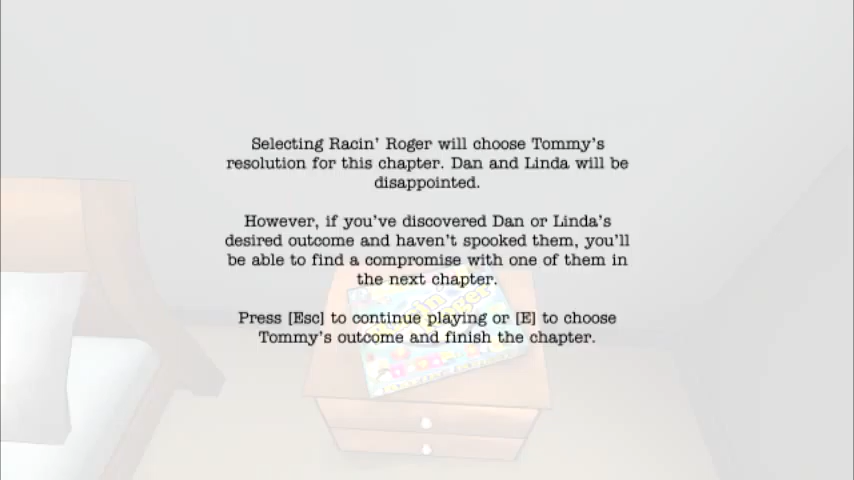 Selecting Racin' Roger will choose Tommy's
resolution for this chapter. Dan and Linda will be
disappointed.
However, if you've discovered Dan or Linda's
desired outcome and haven't spooked them, you'll
be able to find a compromise with one of them in
the next chapter.
Press [Esc] to continue playing or [E] to choose
Tommy's outcome and finish the chapter.
Racin'
Roger